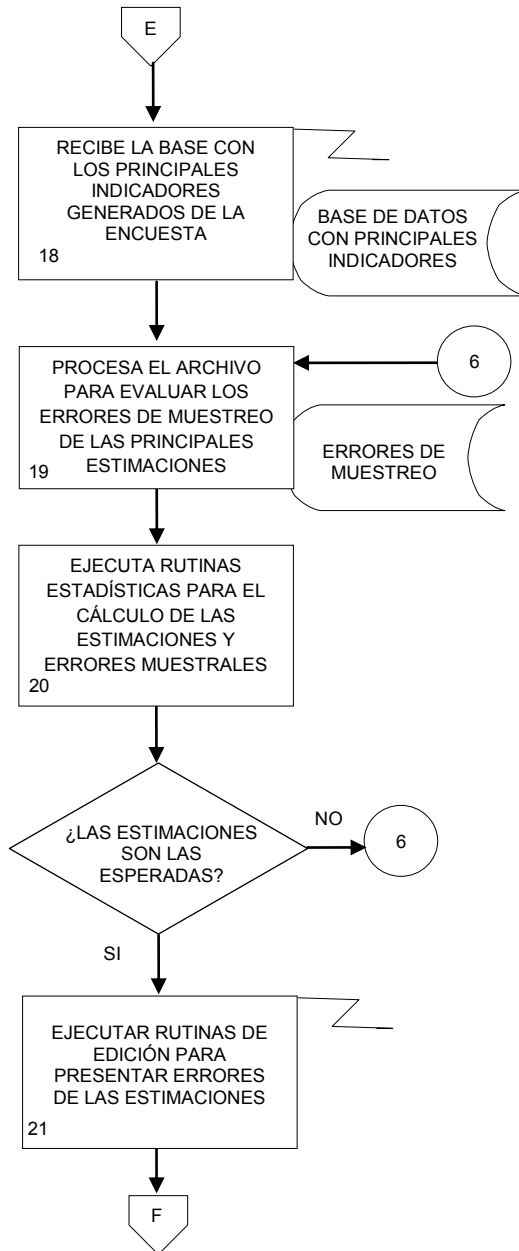 E
RECIBE LA BASE CON
LOS PRINCIPALES
INDICADORES
GENERADOS DE LA
ENCUESTA
18
BASE DE DATOS
CON PRINCIPALES
INDICADORES
PROCESA EL ARCHIVO
PARA EVALUAR LOS
ERRORES DE MUESTREO
DE LAS PRINCIPALES
ESTIMACIONES
19
6
ERRORES DE
MUESTREO
EJECUTA RUTINAS
ESTADÍSTICAS PARA EL
CÁLCULO DE LAS
ESTIMACIONES Y
ERRORES MUESTRALES
20
¿LAS ESTIMACIONES
SON LAS
ESPERADAS?
NO
6
SI
EJECUTAR RUTINAS DE
EDICIÓN PARA
PRESENTAR ERRORES
DE LAS ESTIMACIONES
21
F